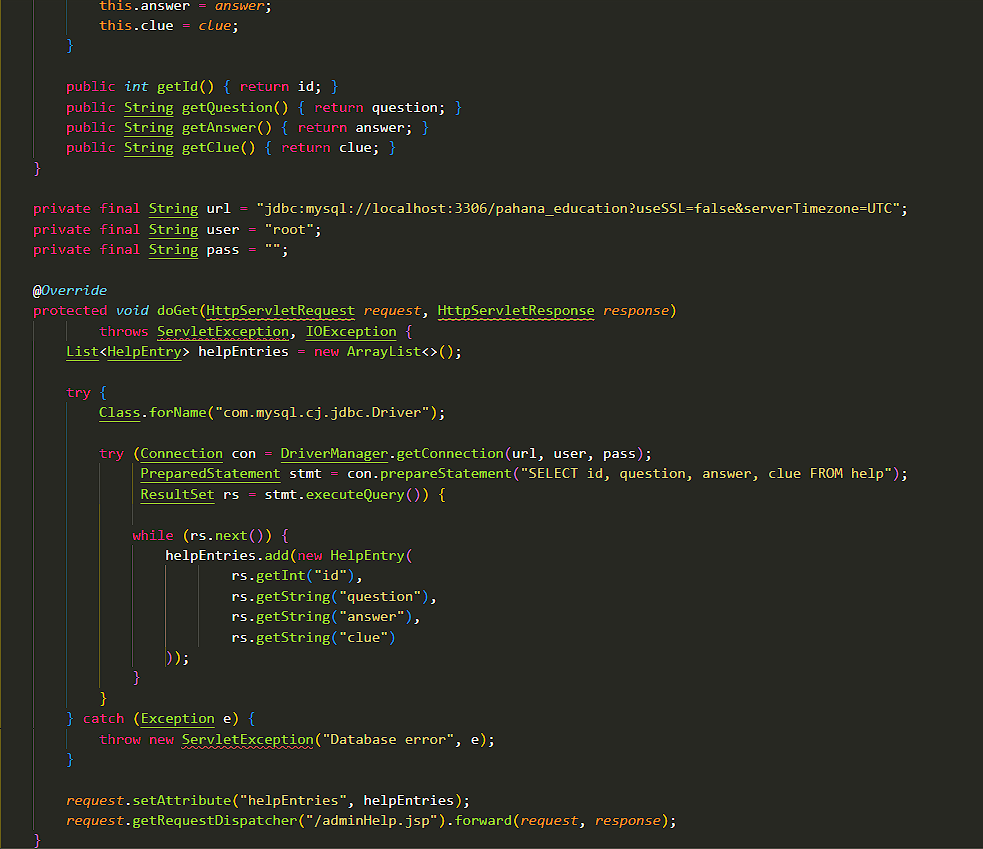 this.answer = answer;
this.clue = clue;
}
public int getId() { return id; }
public String getQuestion() { return question; }
public String getAnswer() { return answer; }
public String getClue() { return clue; }
}
private final String url = "jdbc:mysql://localhost:3306/pahana_education?useSSL=false&serverTimezone=UTC";
private final String user = "root";
private final String pass = "";
@Override
protected void doGet(HttpServletRequest request, HttpServletResponse response)
throws ServletException, IOException {
List<HelpEntry> helpEntries = new ArrayList<>();
try {
Class.forName("com.mysql.cj.jdbc.Driver");
try (Connection con = DriverManager.getConnection(url, user, pass);
PreparedStatement stmt = con.prepareStatement("SELECT id, question, answer, clue FROM help");
ResultSet rs = stmt.executeQuery()) {
while (rs.next()) {
helpEntries.add(new HelpEntry(
rs.getInt("id"),
rs.getString("question"),
rs.getString("answer"),
rs.getString("clue")
));
}
}
} catch (Exception e) {
throw new ServletException("Database error", e);
}
request.setAttribute("helpEntries", helpEntries);
request.getRequestDispatcher("/adminHelp.jsp").forward(request, response);
}